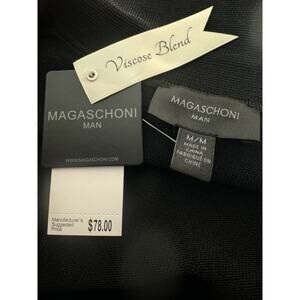 Viscose Blend
MAGASCHONI
MAN
WWW.MAGASCHONI.COM
Manufacturer's
Suggested
Price
$78.00
MAGASCHONI
MAN
M/M
MADE IN
CHINA
FABRIQUÉ EN
CHINE